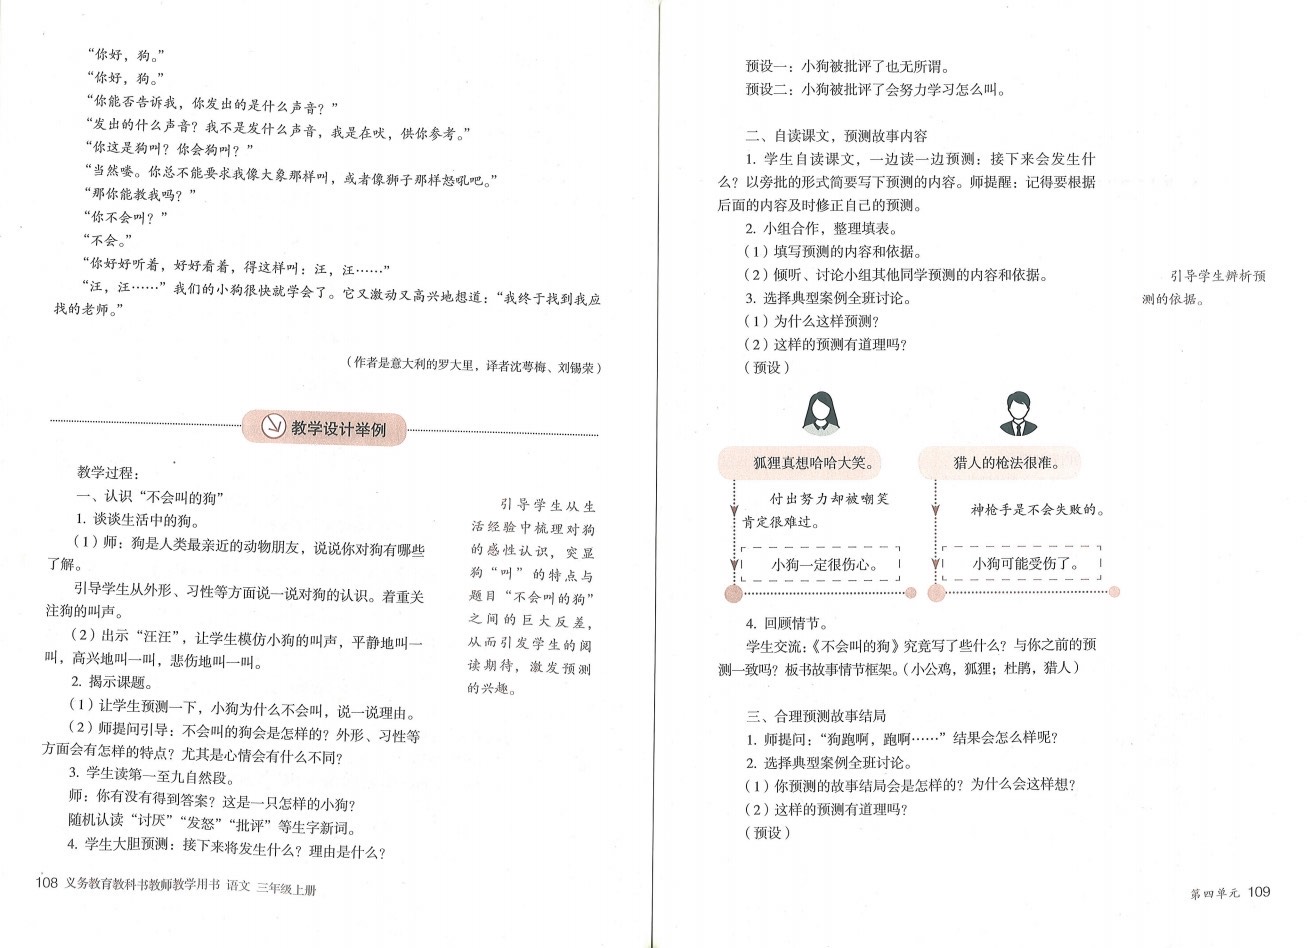 “你好，狗。”
“你好，狗。”
“你能否告诉我，你发出的是什么声音？”
“发出的什么声音？我不是发什么声音，我是在吠，供你参考。”
“你这是狗叫？你会狗叫？”
“当然喽。你总不能要求我像大象那样叫，或者像狮子那样怒吼吧。”
“那你能教我吗？”
“你不会叫？”
“不会。”
“你好好听着，好好看着，得这样叫：汪，汪……”
“汪，汪……”我们的小狗很快就学会了。它又激动又高兴地想道：“我终于找到我应
找的老师。”
（作者是意大利的罗大里，译者沈萼梅、刘锡荣）
教学设计举例
教学过程：
一、认识“不会叫的狗”
1. 谈谈生活中的狗。
（1）师：狗是人类最亲近的动物朋友，说说你对狗有哪些
了解。
引导学生从外形、习性等方面说一说对狗的认识。着重关
注狗的叫声。
（2）出示“汪汪”，让学生模仿小狗的叫声，平静地叫一
叫，高兴地叫一叫，悲伤地叫一叫。
2. 揭示课题。
（1）让学生预测一下，小狗为什么不会叫，说一说理由。
（2）师提问引导：不会叫的狗会是怎样的？外形、习性等
方面会有怎样的特点？尤其是心情会有什么不同？
3. 学生读第一至九自然段。
师：你有没有得到答案？这是一只怎样的小狗？
随机认读“讨厌”“发怒”“批评”等生字新词。
4. 学生大胆预测：接下来将发生什么？理由是什么？
引导学生从生
活经验中梳理对狗
的感性认识，突显
狗“叫”的特点与
题目“不会叫的狗”
之间的巨大反差，
从而引发学生的阅
读期待，激发预测
的兴趣。
108 义务教育教科书教师教学用书 语文 三年级上册
预设一：小狗被批评了也无所谓。
预设二：小狗被批评了会努力学习怎么叫。
二、自读课文，预测故事内容
1. 学生自读课文，一边读一边预测：接下来会发生什
么？以旁批的形式简要写下预测的内容。师提醒：记得要根据
后面的内容及时修正自己的预测。
2. 小组合作，整理填表。
（1）填写预测的内容和依据。
（2）倾听、讨论小组其他同学预测的内容和依据。
3. 选择典型案例全班讨论。
（1）为什么这样预测？
（2）这样的预测有道理吗？
（预设）
引导学生辨析预
测的依据。
狐狸真想哈哈大笑。
付出努力却被嘲笑
肯定很难过。
小狗一定很伤心。
猎人的枪法很准。
神枪手是不会失败的。
小狗可能受伤了。
4. 回顾情节。
学生交流：《不会叫的狗》究竟写了些什么？与你之前的预
测一致吗？板书故事情节框架。（小公鸡，狐狸；杜鹃，猎人）
三、合理预测故事结局
1. 师提问：“狗跑啊，跑啊……”结果会怎么样呢？
2. 选择典型案例全班讨论。
（1）你预测的故事结局会是怎样的？为什么会这样想？
（2）这样的预测有道理吗？
（预设）
第四单元 109